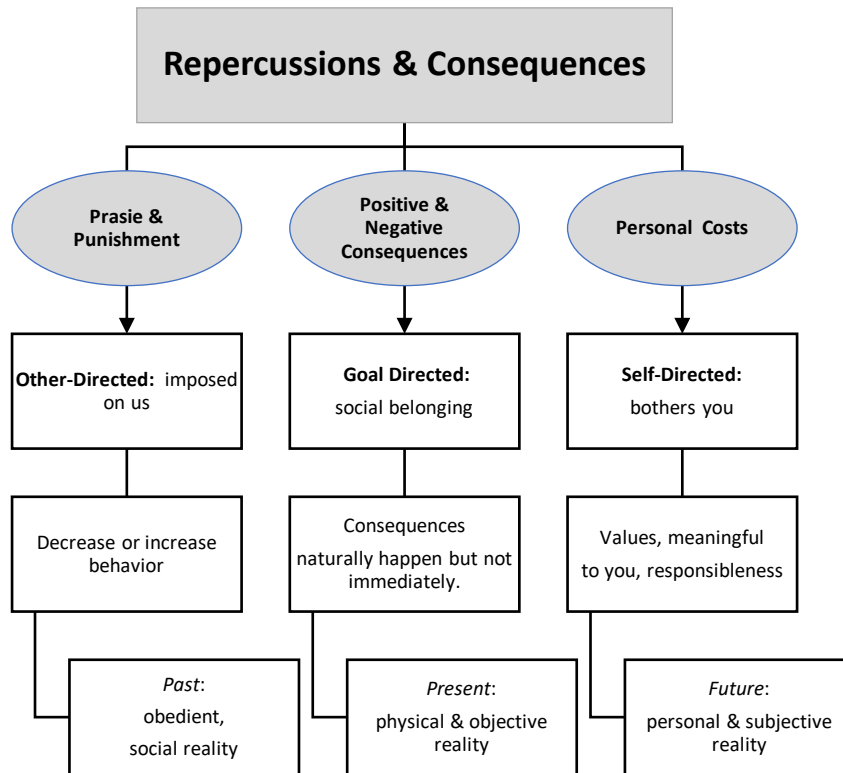 Repercussions & Consequences
Prasie &
Punishment
Positive &
Negative
Consequences
Personal Costs
Other-Directed: imposed
on us
Goal Directed:
social belonging
Self-Directed:
bothers you
Decrease or increase
behavior
Consequences
naturally happen but not
immediately.
Values, meaningful
to you, responsibleness
Past:
obedient,
social reality
Present:
physical & objective
reality
Future:
personal & subjective
reality